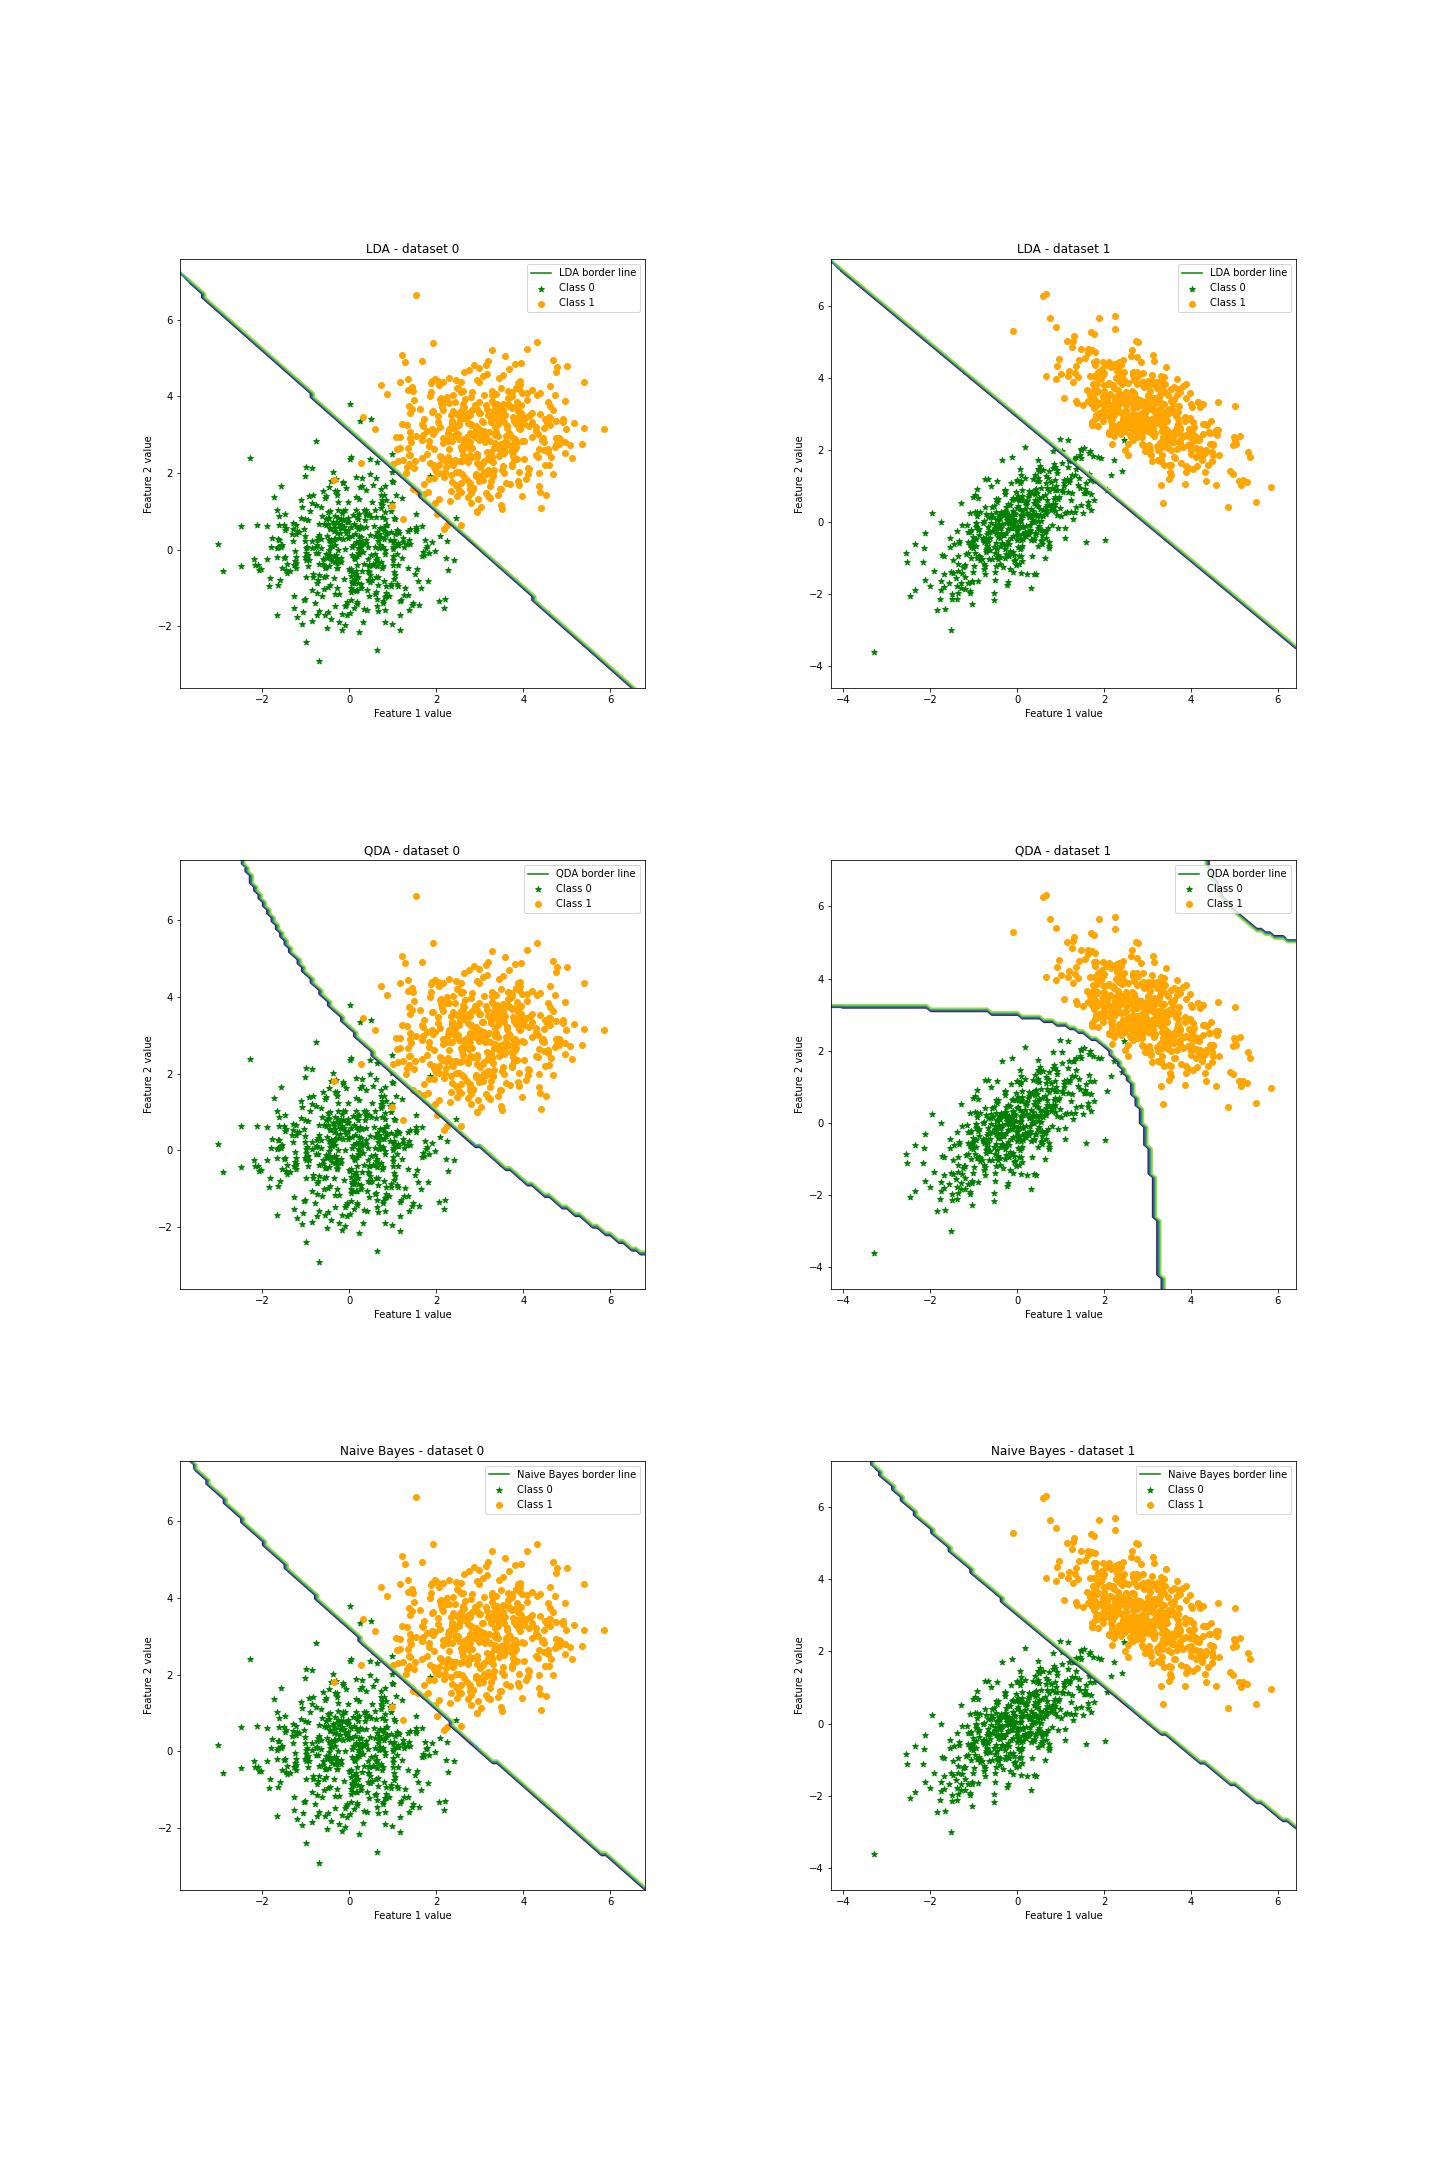 LDA - dataset 0
LDA border line
Class 0
Class 1
6
4
2
0
−2
Feature 2 value
−2 0 2 4 6
Feature 1 value
LDA - dataset 1
LDA border line
Class 0
Class 1
6
4
2
0
−2
−4
Feature 2 value
−4 −2 0 2 4 6
Feature 1 value
QDA - dataset 0
QDA border line
Class 0
Class 1
6
4
2
0
−2
Feature 2 value
−2 0 2 4 6
Feature 1 value
QDA - dataset 1
QDA border line
Class 0
Class 1
6
4
2
0
−2
−4
Feature 2 value
−4 −2 0 2 4 6
Feature 1 value
Naive Bayes - dataset 0
Naive Bayes border line
Class 0
Class 1
6
4
2
0
−2
Feature 2 value
−2 0 2 4 6
Feature 1 value
Naive Bayes - dataset 1
Naive Bayes border line
Class 0
Class 1
6
4
2
0
−2
−4
Feature 2 value
−4 −2 0 2 4 6
Feature 1 value